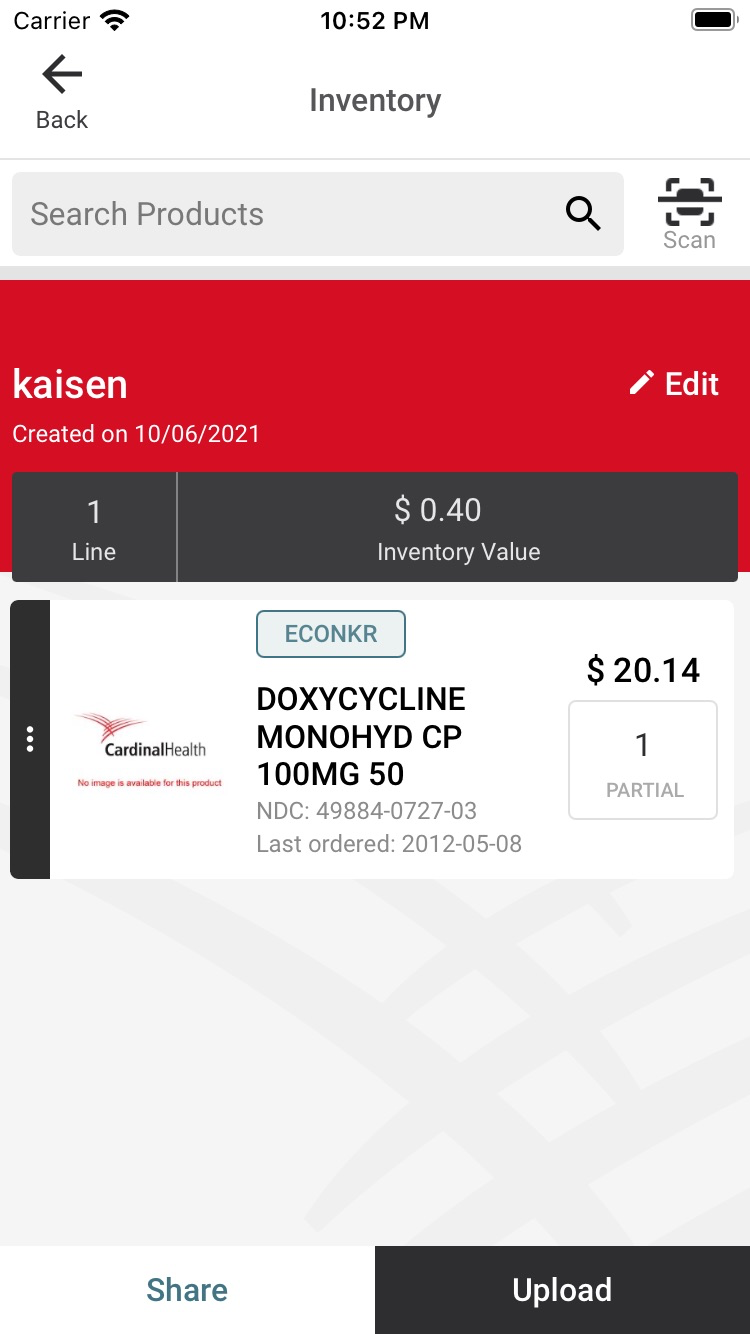 Carrier 10:52 PM
Back
Inventory
Search Products
Scan
kaisen
Edit
Created on 10/06/2021
1
Line
$ 0.40
Inventory Value
ECONKR
DOXYCYCLINE
MONOHYD CP
100MG 50
NDC: 49884-0727-03
Last ordered: 2012-05-08
CardinalHealth
No image is available for this product
$ 20.14
1
PARTIAL
Share
Upload